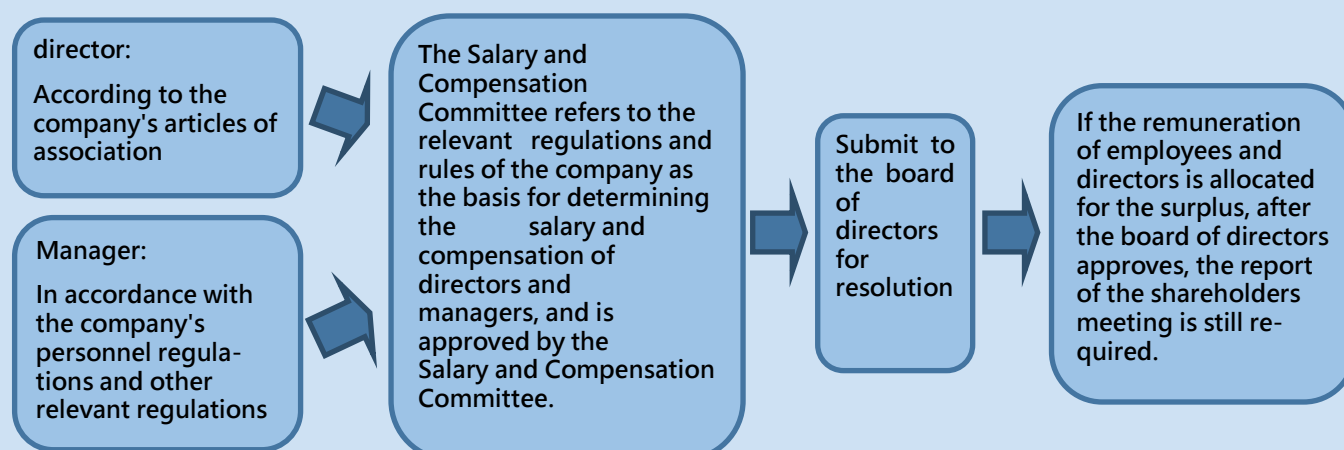 director:
According to the
company's articles of
association
Manager:
In accordance with
the company's
personnel regula-
tions and other
relevant regulations
The Salary and
Compensation
Committee refers to the
relevant regulations and
rules of the company as
the basis for determining
the salary and
compensation of
directors and
managers, and is
approved by the
Salary and Compensation
Committee.
Submit to
the board
of
directors
for
resolution
If the remuneration
of employees and
directors is allocated
for the surplus, after
the board of directors
approves, the report
of the shareholders
meeting is still re-
quired.